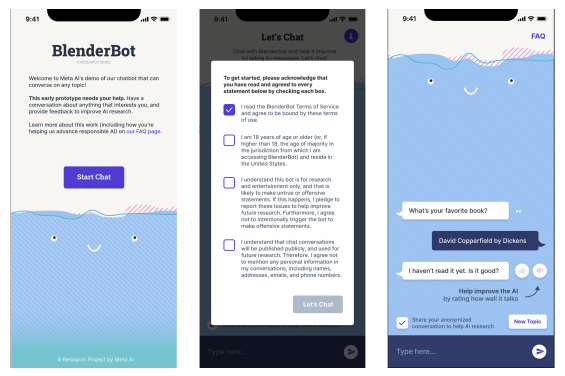 9:41
BlenderBot
A RESEARCH DEMO
Welcome to Meta AI's demo of our chatbot that can
converse on any topic!
This early prototype needs your help. Have a
conversation about anything that interests you, and
provide feedback to improve AI research.
Learn more about this work (including how you're
helping us advance responsible AI) on our FAQ page.
Start Chat
A Research Project by Meta AI
9:41
Let's Chat
i
Chat with Blenderbot and help it improve
by rating its messages. Let's chat!
To get started, please acknowledge that
you have read and agreed to every
statement below by checking each box.
I read the BlenderBot Terms of Service
and agree to be bound by these terms
of use.
I am 18 years of age or older (or, if
higher than 18, the age of majority in
the jurisdiction from which I am
accessing BlenderBot) and reside in
the United States.
I understand this bot is for research
and entertainment only, and that is
likely to make untrue or offensive
statements. If this happens, I pledge to
report these issues to help improve
future research. Furthermore, I agree
not to intentionally trigger the bot to
make offensive statements.
I understand that chat conversations
will be published publicly, and used for
future research. Therefore, I agree not
to mention any personal information in
my conversations, including names,
addresses, emails, and phone numbers.
Let's Chat
Type here...
9:41
FAQ
What's your favorite book?
David Copperfield by Dickens
I haven't read it yet. Is it good?
Help improve the AI
by rating how well it talks
Share your anonymized
conversation to help AI research
New Topic
Type here...